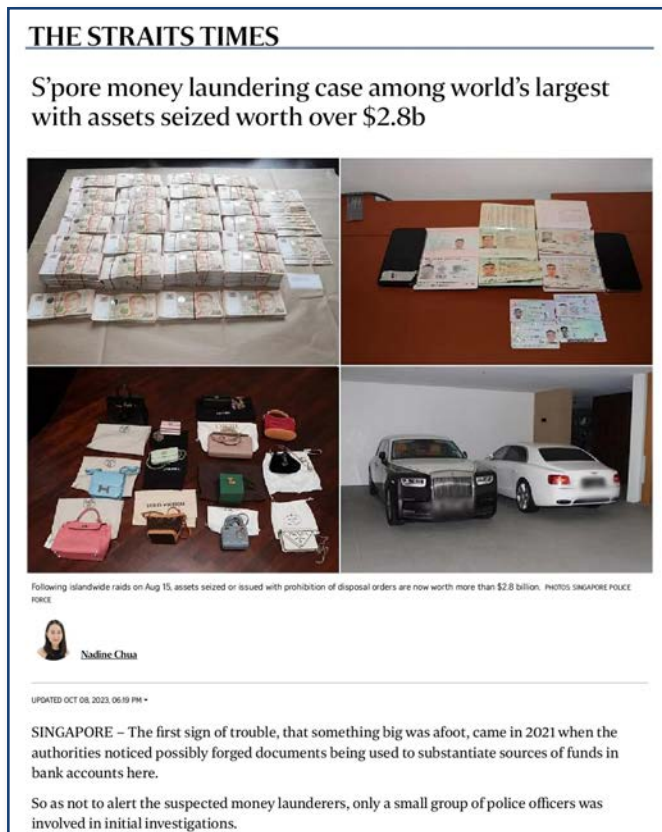 THE STRAITS TIMES
S'pore money laundering case among world's largest
with assets seized worth over $2.8b
Following islandwide raids on Aug 15, assets seized or issued with prohibition of disposal orders are now worth more than $2.8 billion. PHOTOS: SINGAPORE POLICE
FORCE
Nadine Chua
UPDATED OCT 08, 2023, 06:19 PM
SINGAPORE – The first sign of trouble, that something big was afoot, came in 2021 when the
authorities noticed possibly forged documents being used to substantiate sources of funds in
bank accounts here.
So as not to alert the suspected money launderers, only a small group of police officers was
involved in initial investigations.